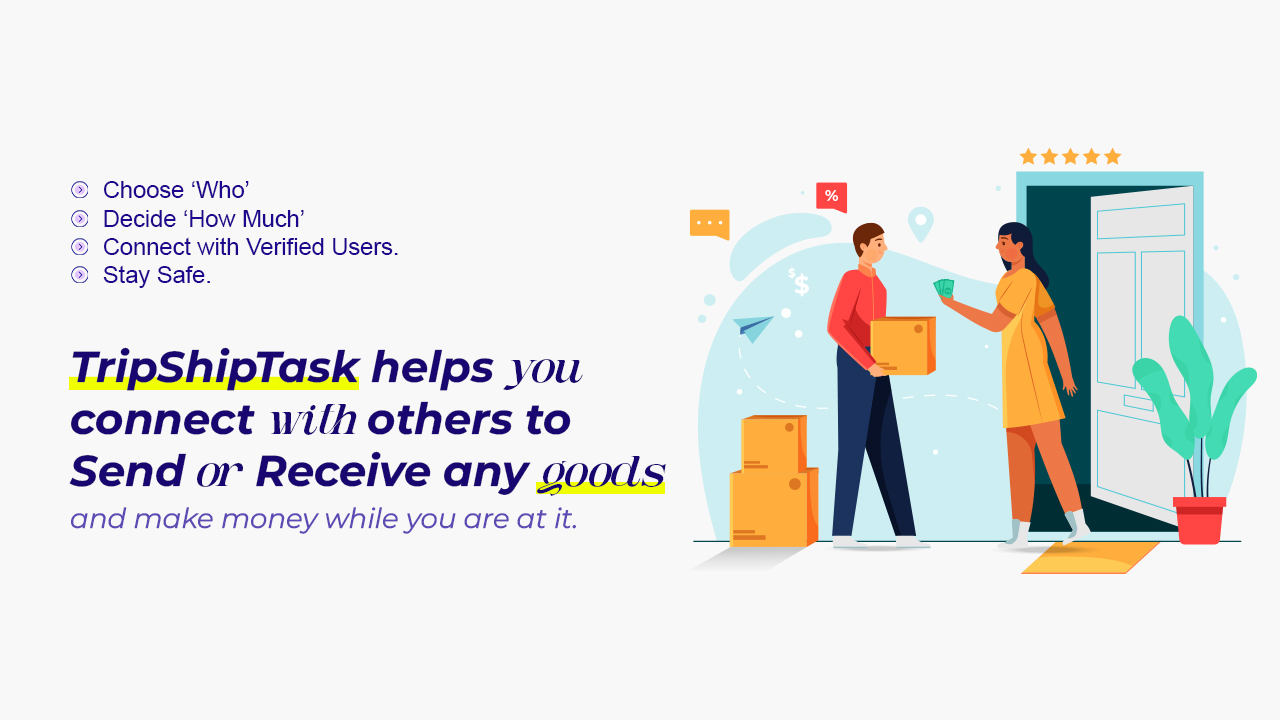 Choose ‘Who’
Decide ‘How Much’
Connect with Verified Users.
Stay Safe.
TripShipTask helps you
connect with others to
Send or Receive any goods
and make money while you are at it.
%
$
$